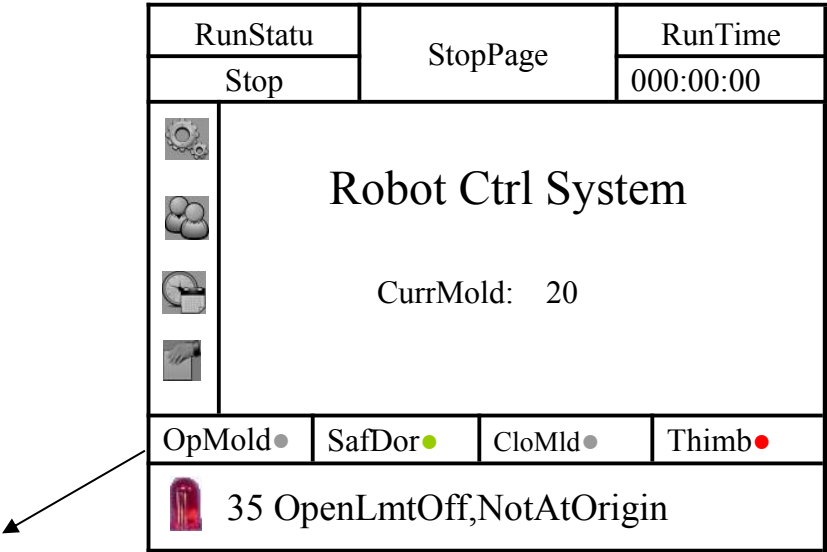 RunStatu
StopPage
RunTime
Stop
000:00:00
Robot Ctrl System
CurrMold: 20
OpMold
SafDor
CloMld
Thimb
35 OpenLmtOff,NotAtOrigin